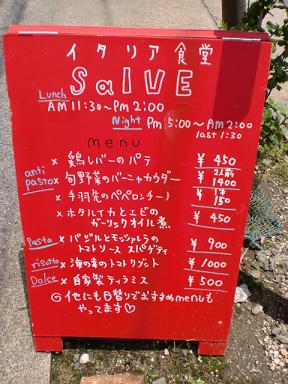 イタリア食堂
SalVE
Lunch
AM 11:30~PM 2:00
Night PM 5:00~AM 2:00
last 1:30
menu
antipasto
× 鶏レバーのパテ ¥450
× 旬野菜のバーニャカウダー 2人前 ¥1400
× 手羽先のペペロンチーノ 1本 ¥150
× ホタルイカとエビの
ガーリックオイル煮 ¥450
Pasta × バジルとモッツァレラの
トマトソース スパゲティ ¥900
risotto × 海の幸のトマトリゾット ¥1000
Dolce × 自家製ティラミス ¥500
◎他にも日替りでおすすめmenuも
やってます♡